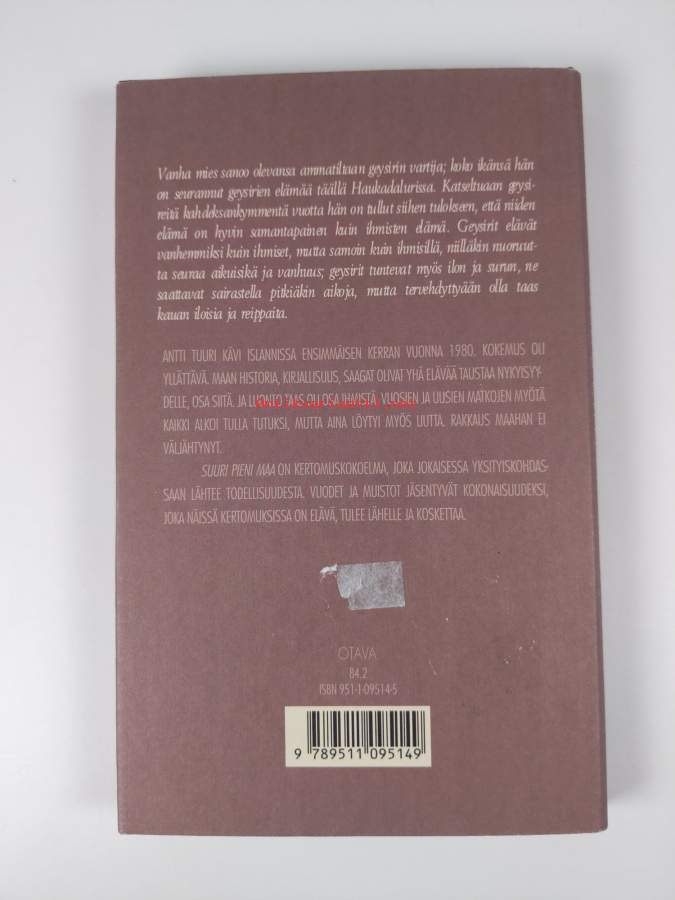 Vanha mies sanoo olevansa ammatiltaan geysirin vartija; koko ikänsä hän
on seurannut geysirien elämää täällä Haukadalurissa. Katseltuaan geysi-
reitä kahdeksankymmentä vuotta hän on tullut siihen tulokseen, että niiden
elämä on hyvin samantapainen kuin ihmisten elämä. Geysirit elävät
vanhemmiksi kuin ihmiset, mutta samoin kuin ihmisillä, niilläkin nuoruut-
ta seuraa aikuisikä ja vanhuus; geysirit tuntevat myös ilon ja surun, ne
saattavat sairastella pitkiäkin aikoja, mutta tervehdyttyään olla taas
kauan iloisia ja reippaita.
ANTTI TUURI KÄVI ISLANNISSA ENSIMMÄISEN KERRAN VUONNA 1980. KOKEMUS OLI
YLLÄTTÄVÄ. MAAN HISTORIA, KIRJALLISUUS, SAAGAT OLIVAT YHÄ ELÄVÄÄ TAUSTAA NYKYISYY-
DELLE, OSA SIITÄ. JA LUONTO TAAS OLI OSA IHMISTÄ. VUOSIEN JA UUSIEN MATKOJEN MYÖTÄ
KAIKKI ALKOI TULLA TUTUKSI, MUTTA AINA LÖYTYI MYÖS UUTTA. RAKKAUS MAAHAN EI
VÄLJÄHTYNYT.
SUURI PIENI MAA ON KERTOMUSKOKOELMA, JOKA JOKAISESSA YKSITYISKOHDAS-
SAAN LÄHTEE TODELLISUUDESTA. VUODET JA MUISTOT JÄSENTYVÄT KOKONAISUUDEKSI,
JOKA NÄISSÄ KERTOMUKSISSA ON ELÄVÄ, TULEE LÄHELLE JA KOSKETTAA.
OTAVA
84.2
ISBN 951-1-09514-5
9 789511 095149